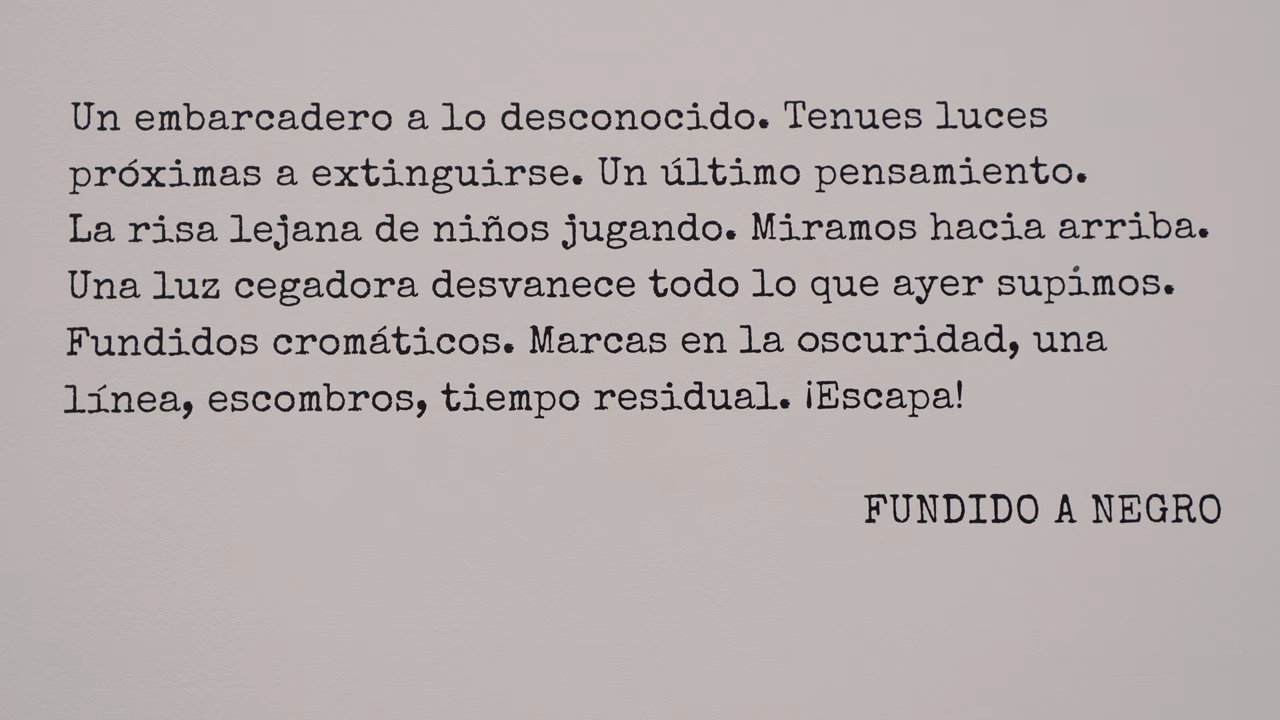 Un embarcadero a lo desconocido. Tenues luces
próximas a extinguirse. Un último pensamiento.
La risa lejana de niños jugando. Miramos hacia arriba.
Una luz cegadora desvanece todo lo que ayer supimos.
Fundidos cromáticos. Marcas en la oscuridad, una
línea, escombros, tiempo residual. ¡Escapa!
FUNDIDO A NEGRO